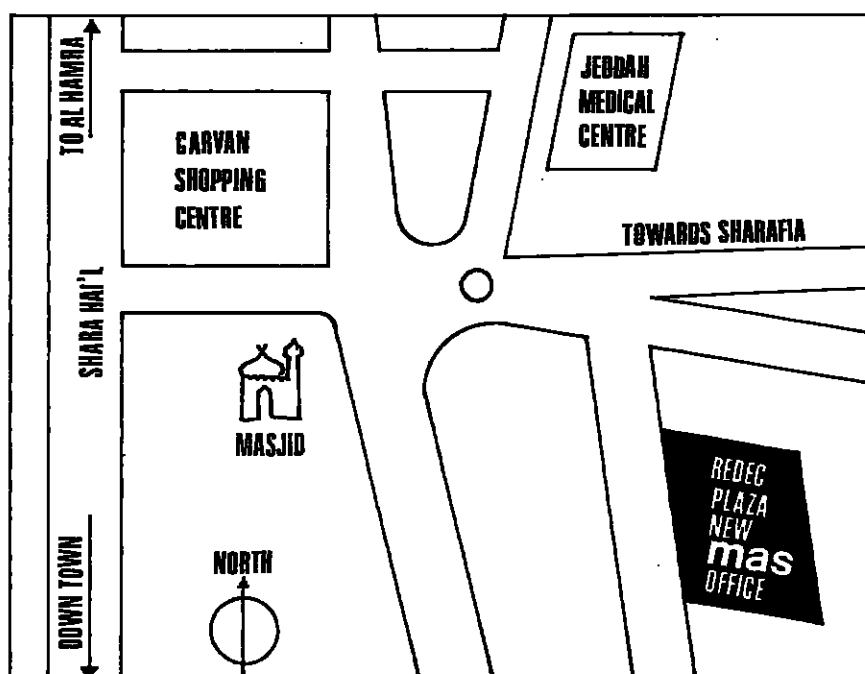 TO AL HAMRA
CARVAN
SHOPPING
CENTRE
JEDDAH
MEDICAL
CENTRE
TOWARDS SHARAFIA
SHARA HAI'L
MASJID
DOWN TOWN
NORTH
REDEC
PLAZA
NEW
mas
OFFICE